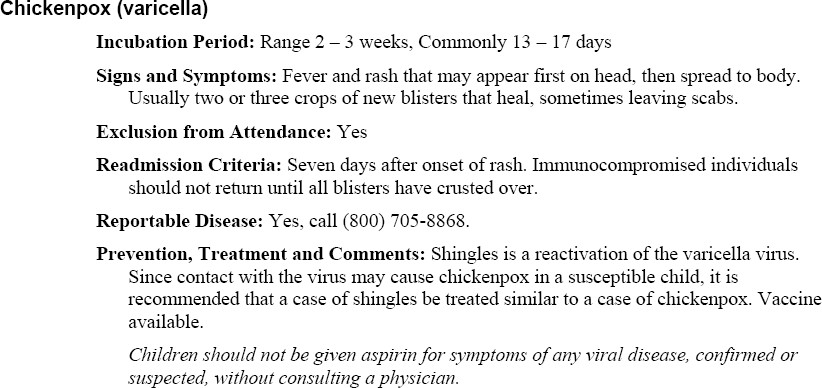 Chickenpox (varicella)
Incubation Period: Range 2 – 3 weeks, Commonly 13 – 17 days
Signs and Symptoms: Fever and rash that may appear first on head, then spread to body.
Usually two or three crops of new blisters that heal, sometimes leaving scabs.
Exclusion from Attendance: Yes
Readmission Criteria: Seven days after onset of rash. Immunocompromised individuals
should not return until all blisters have crusted over.
Reportable Disease: Yes, call (800) 705-8868.
Prevention, Treatment and Comments: Shingles is a reactivation of the varicella virus.
Since contact with the virus may cause chickenpox in a susceptible child, it is
recommended that a case of shingles be treated similar to a case of chickenpox. Vaccine
available.
Children should not be given aspirin for symptoms of any viral disease, confirmed or
suspected, without consulting a physician.